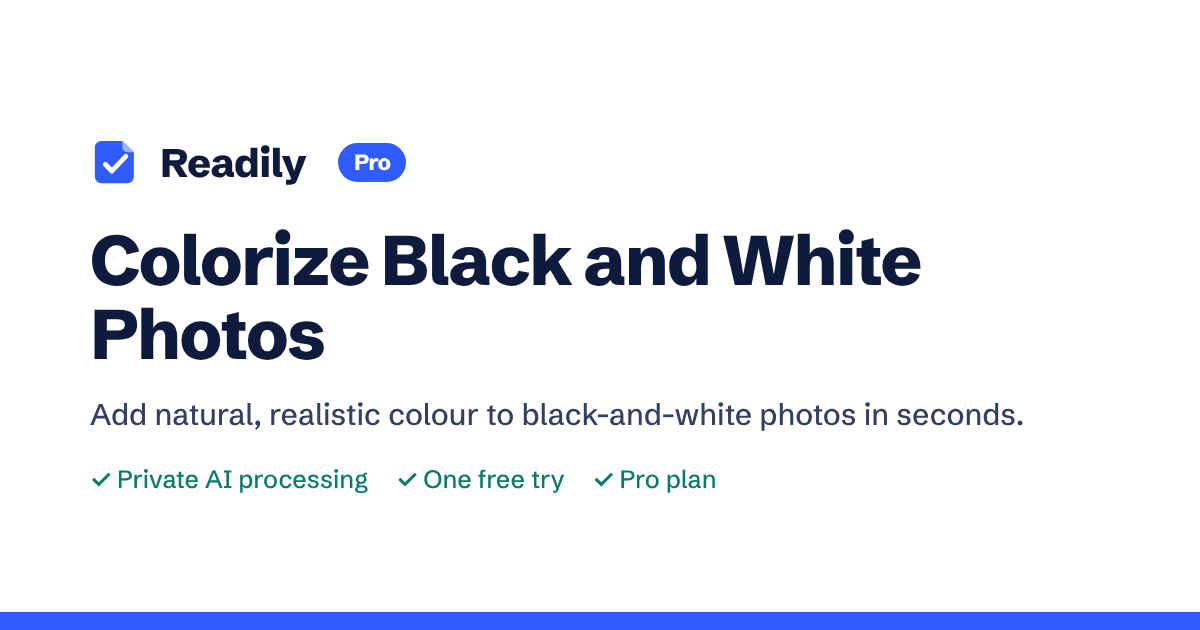 Readily Pro
Colorize Black and White
Photos
Add natural, realistic colour to black-and-white photos in seconds.
✓ Private AI processing ✓ One free try ✓ Pro plan